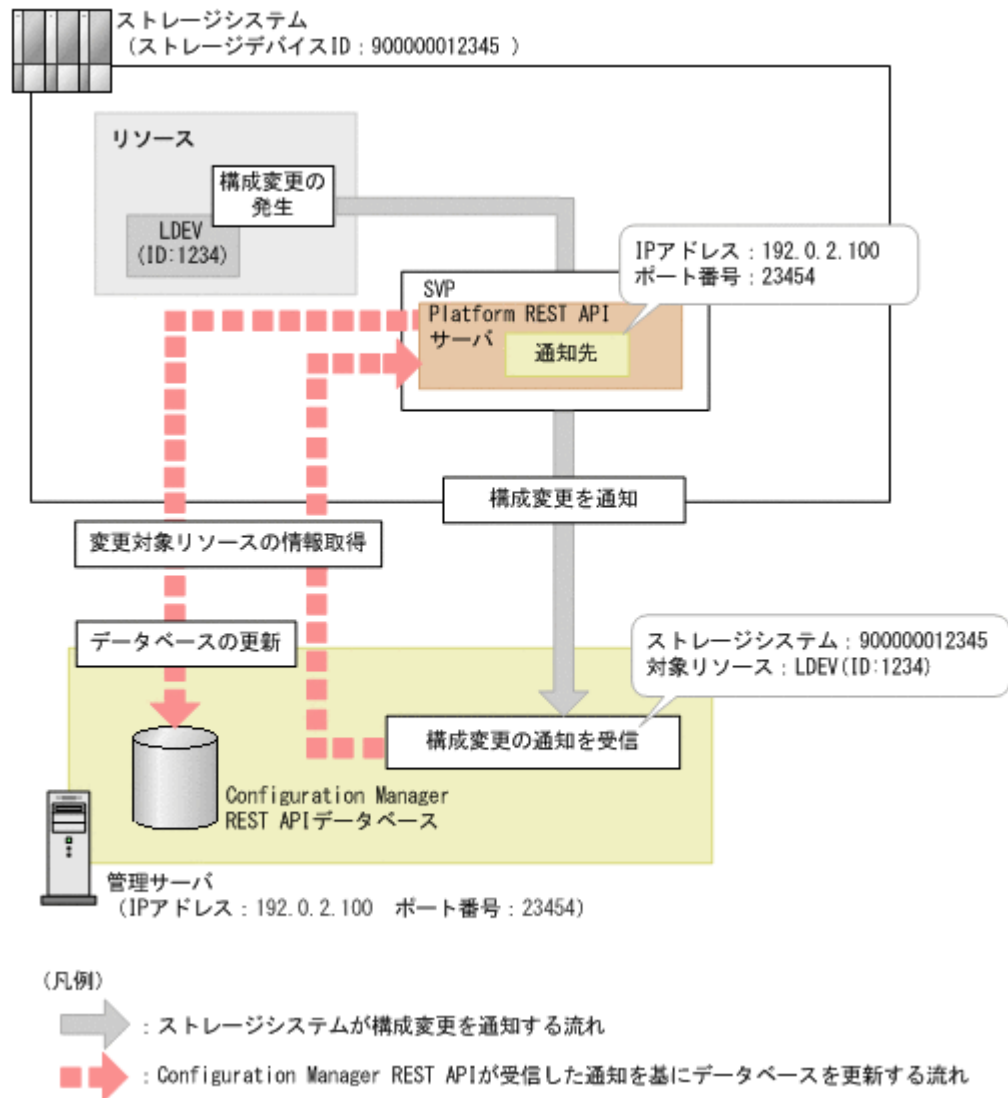 ストレージシステム
(ストレージデバイスID：900000012345 )
リソース
構成変更の
発生
LDEV
(ID:1234)
IPアドレス：192.0.2.100
ポート番号：23454
SVP
Platform REST API
サーバ
通知先
構成変更を通知
変更対象リソースの情報取得
データベースの更新
ストレージシステム：900000012345
対象リソース：LDEV(ID:1234)
構成変更の通知を受信
Configuration Manager
REST APIデータベース
管理サーバ
(IPアドレス：192.0.2.100　ポート番号：23454)
(凡例)
：ストレージシステムが構成変更を通知する流れ
：Configuration Manager REST APIが受信した通知を基にデータベースを更新する流れ